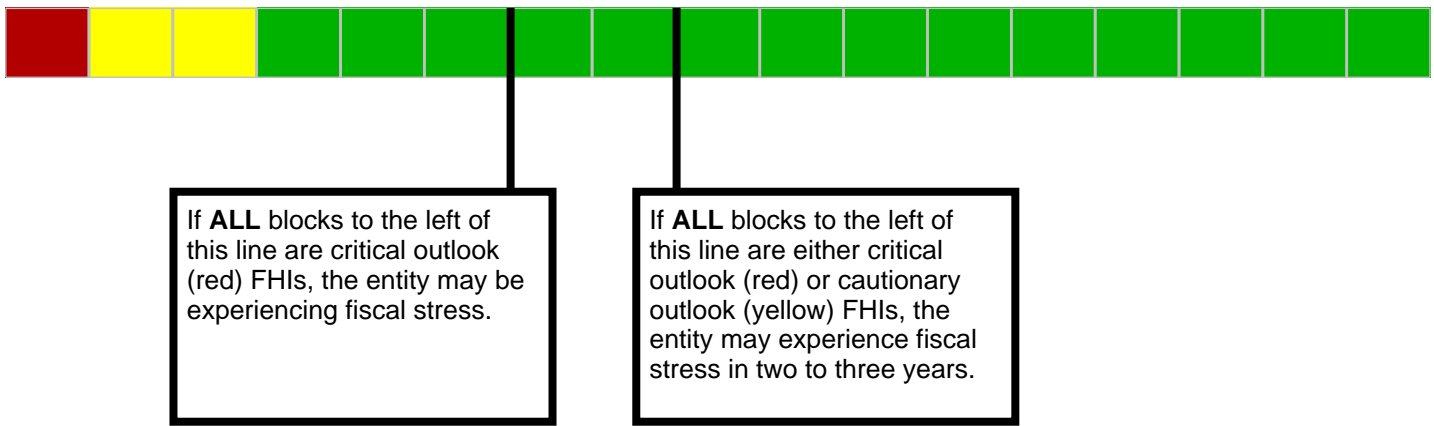 If ALL blocks to the left of
this line are critical outlook
(red) FHIs, the entity may be
experiencing fiscal stress.
If ALL blocks to the left of
this line are either critical
outlook (red) or cautionary
outlook (yellow) FHIs, the
entity may experience fiscal
stress in two to three years.